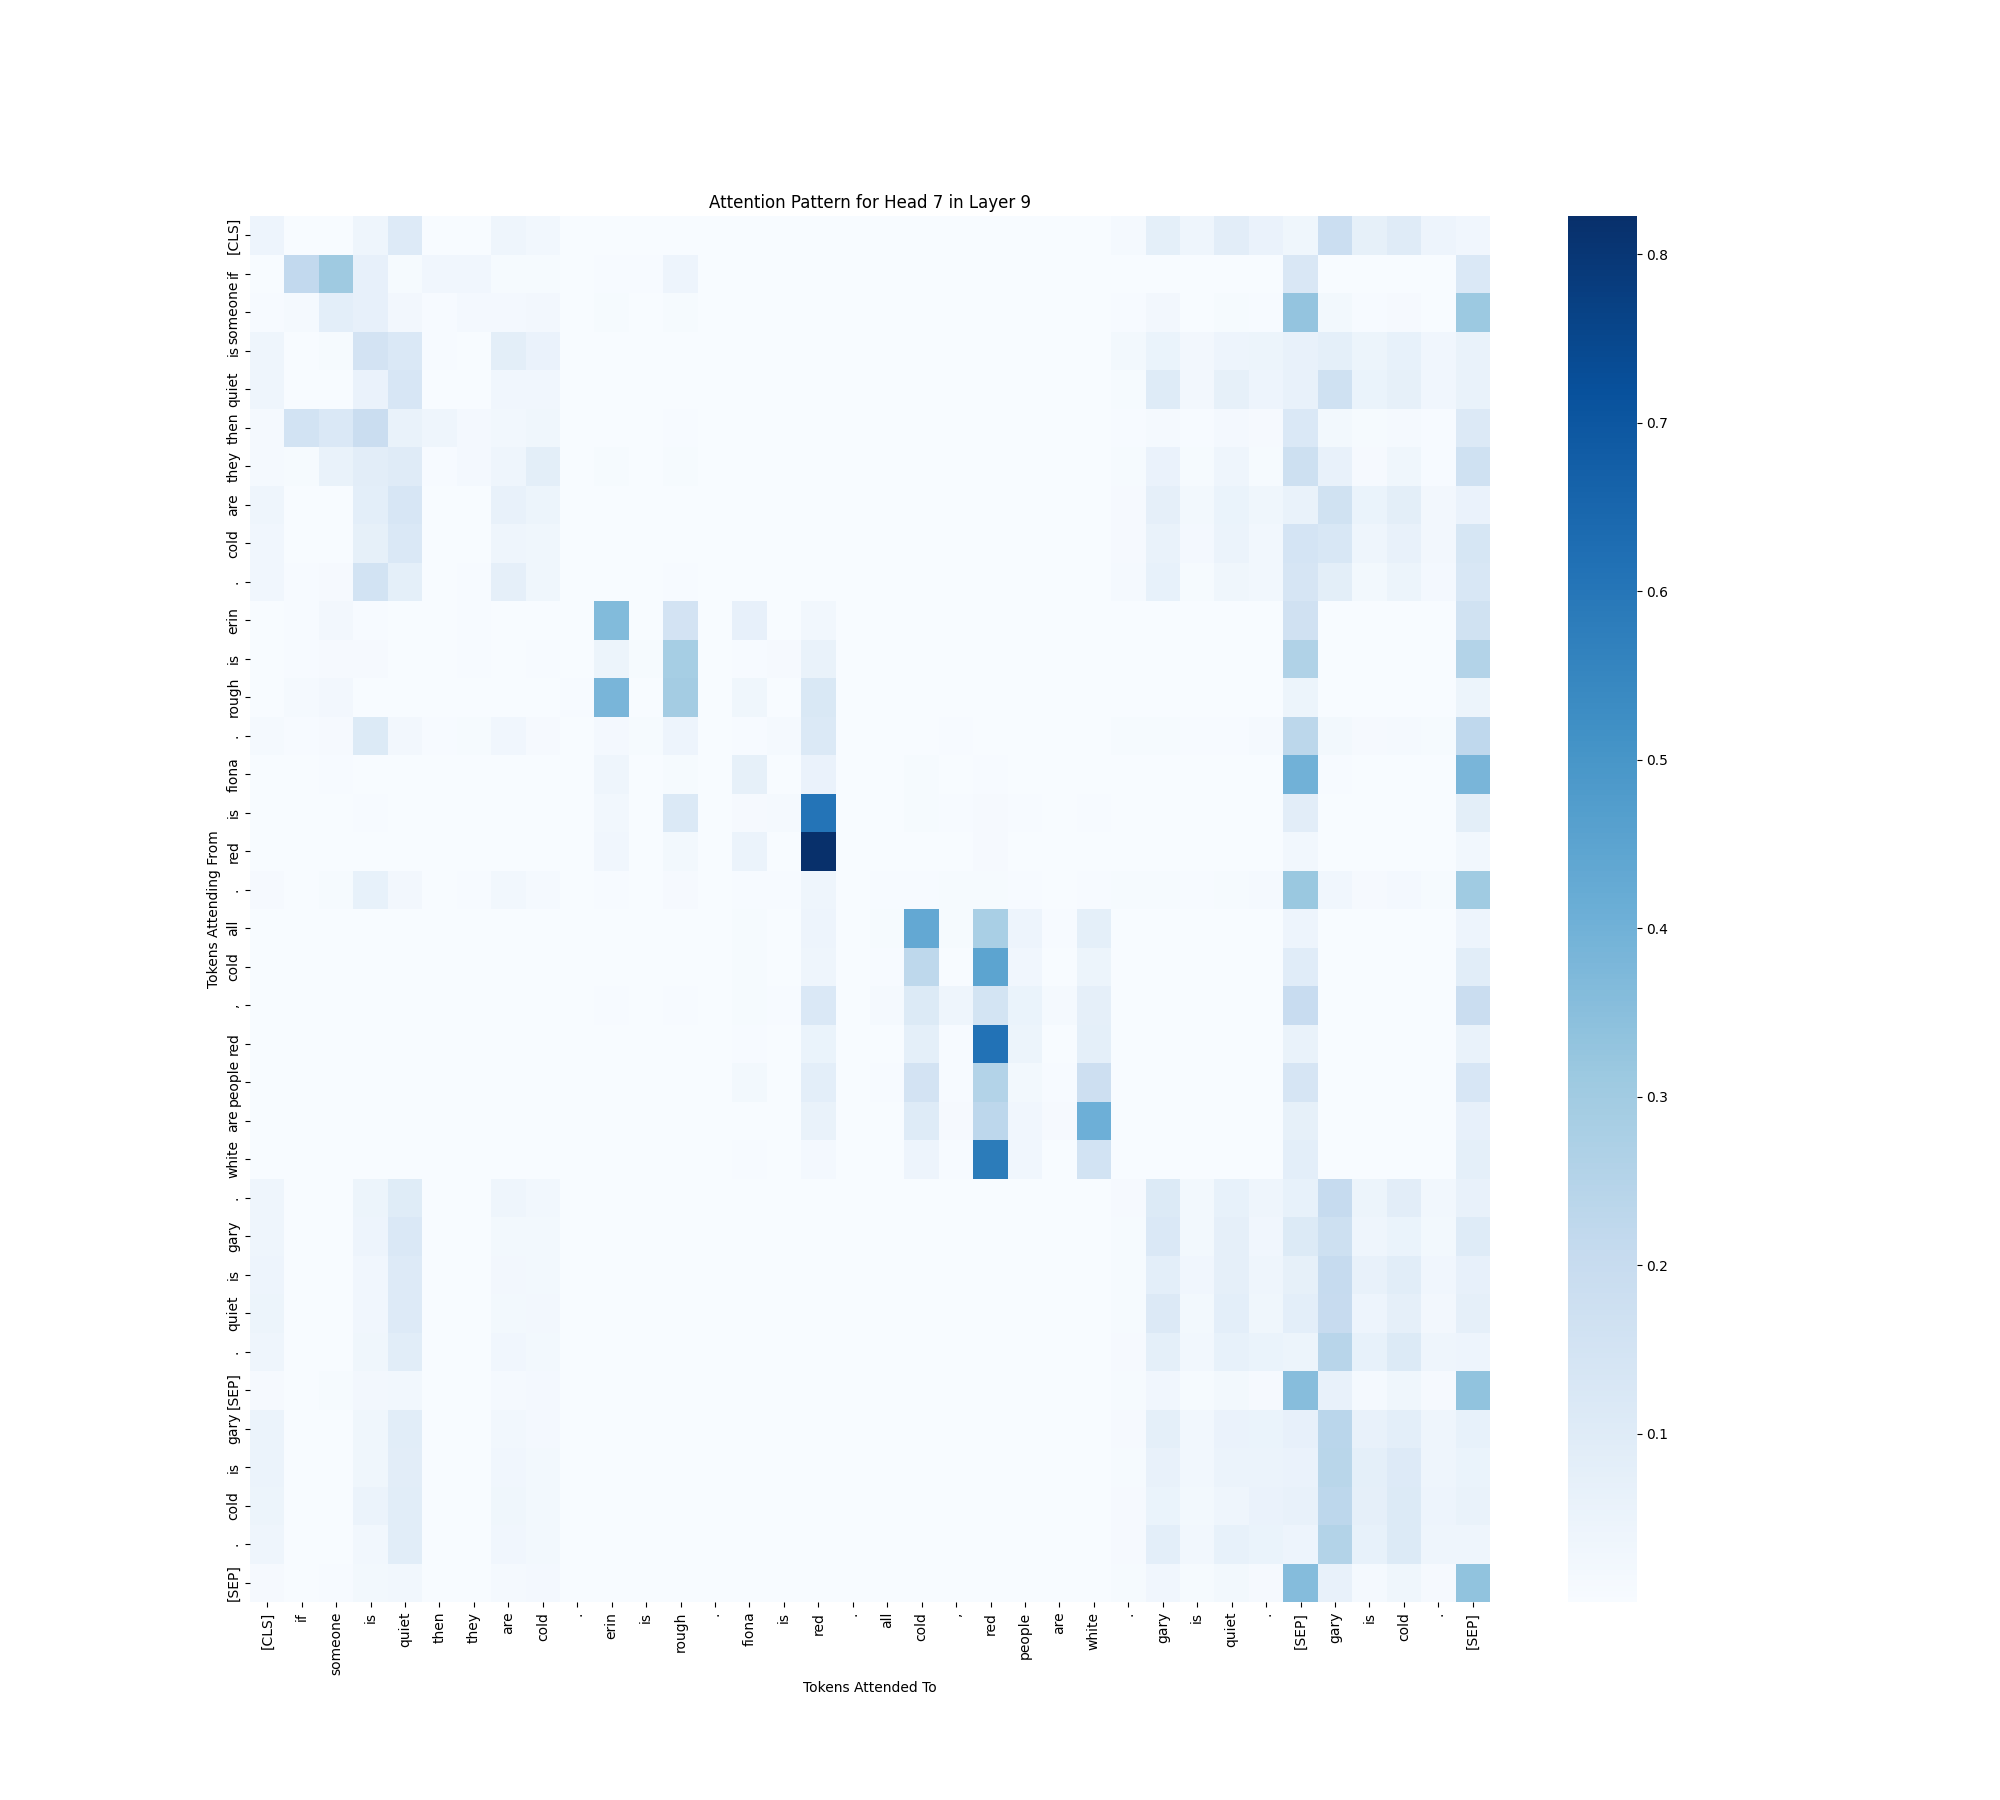 Attention Pattern for Head 7 in Layer 9
Tokens Attending From
[CLS]
if
someone
is
quiet
then
they
are
cold
.
erin
is
rough
.
fiona
is
red
.
all
cold
,
red
people
are
white
.
gary
is
quiet
.
[SEP]
gary
is
cold
.
[SEP]
[CLS]
if
someone
is
quiet
then
they
are
cold
.
erin
is
rough
.
fiona
is
red
.
all
cold
,
red
people
are
white
.
gary
is
quiet
.
[SEP]
gary
is
cold
.
[SEP]
Tokens Attended To
0.8
0.7
0.6
0.5
0.4
0.3
0.2
0.1